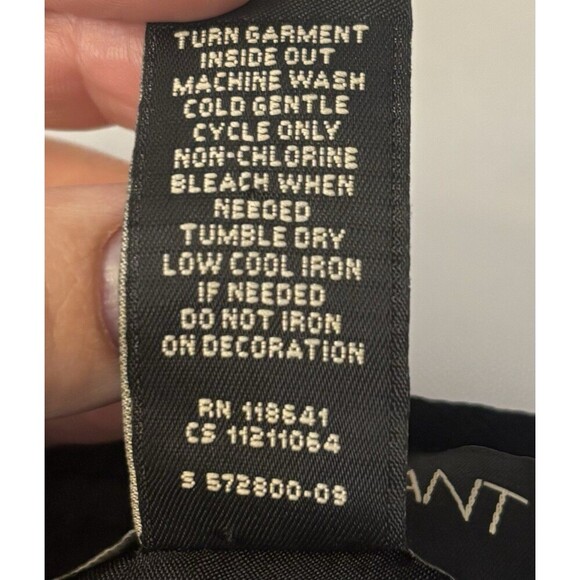 TURN GARMENT
INSIDE OUT
MACHINE WASH
COLD GENTLE
CYCLE ONLY
NON-CHLORINE
BLEACH WHEN
NEEDED
TUMBLE DRY
LOW COOL IRON
IF NEEDED
DO NOT IRON
ON DECORATION
RN 118641
CS 11211064
S 572800-09
ANT